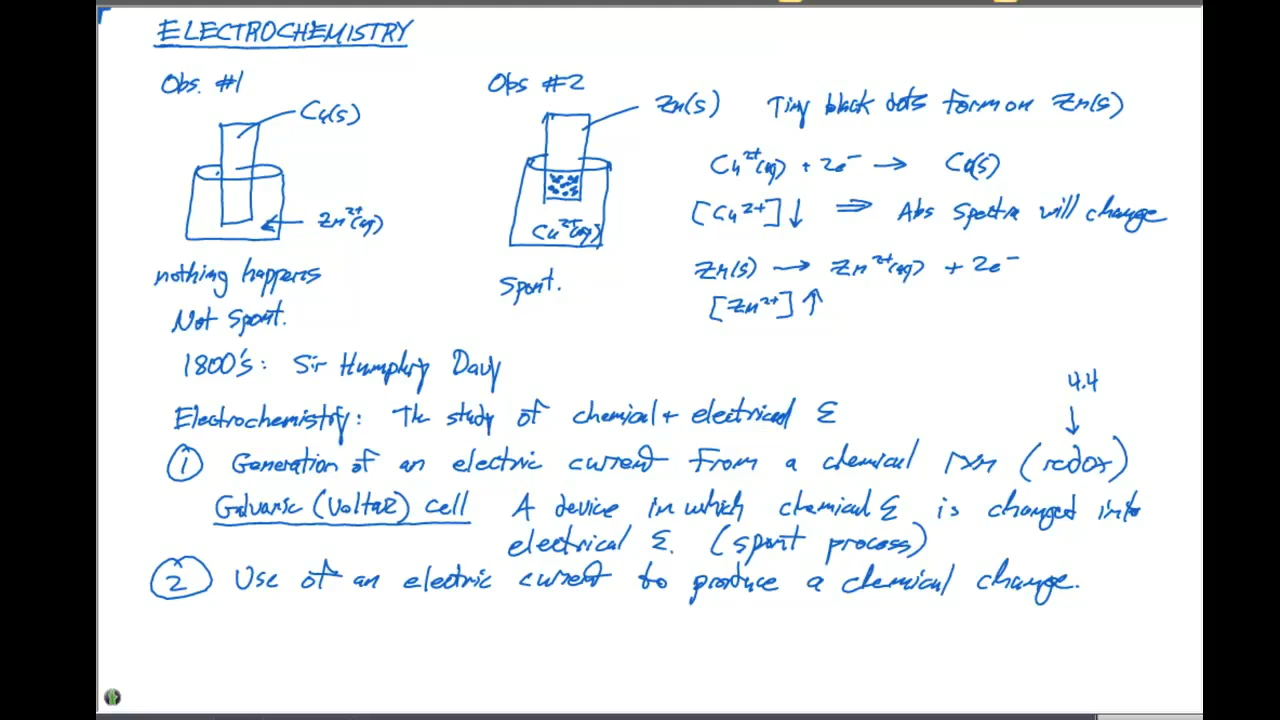 ELECTROCHEMISTRY
Obs. #1
Cu(s)
Zn²⁺(aq)
nothing happens
Not Spont.
Obs #2
Zn(s)
Cu²⁺(aq)
Spont.
Tiny black dots form on Zn(s)
Cu²⁺(aq) + 2e⁻ → Cu(s)
[Cu²⁺]↓ ⇒ Abs Spectra will change
Zn(s) → Zn²⁺(aq) + 2e⁻
[Zn²⁺]↑
1800's: Sir Humphry Davy
Electrochemistry: The study of chemical + electrical E
4.4
↓
① Generation of an electric current from a chemical rxn (redox)
Galvanic (Voltaic) cell A device in which chemical E is changed into
electrical E. (spont process)
② Use of an electric current to produce a chemical change.